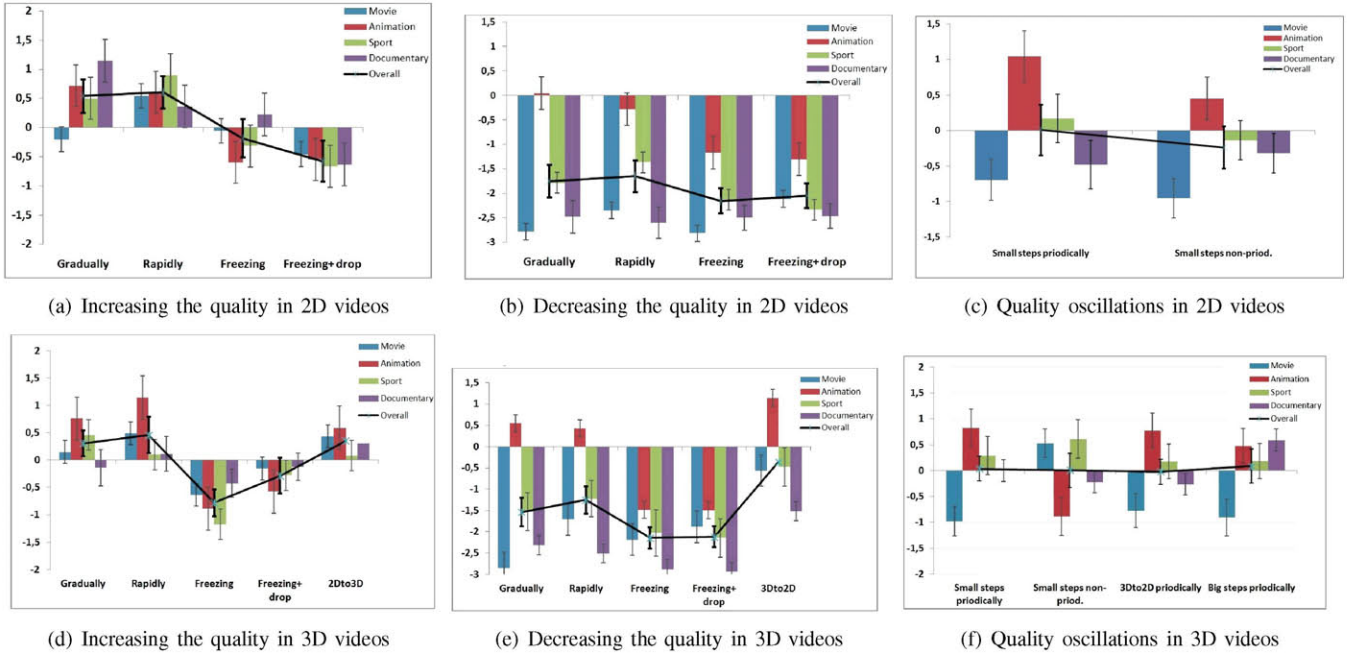 2
1,5
1
0,5
0
-0,5
-1
-1,5
-2
Movie
Animation
Sport
Documentary
Overall
Gradually Rapidly Freezing Freezing+ drop
(a) Increasing the quality in 2D videos
1,5
1
0,5
0
-0,5
-1
-1,5
-2
-2,5
-3
Movie
Animation
Sport
Documentary
Overall
Gradually Rapidly Freezing Freezing+ drop
(b) Decreasing the quality in 2D videos
1,5
1
0,5
0
-0,5
-1
-1,5
Movie
Animation
Sport
Documentary
Overall
Small steps priodically Small steps non-priod.
(c) Quality oscillations in 2D videos
2
1,5
1
0,5
0
-0,5
-1
-1,5
-2
Movie
Animation
Sport
Documentary
Overall
Gradually Rapidly Freezing Freezing+ 2Dto3D
drop
(d) Increasing the quality in 3D videos
1,5
1
0,5
0
-0,5
-1
-1,5
-2
-2,5
-3
Movie
Animation
Sport
Documentary
Overall
Gradually Rapidly Freezing Freezing+ 3Dto2D
drop
(e) Decreasing the quality in 3D videos
2
1,5
1
0,5
0
-0,5
-1
-1,5
-2
Movie
Animation
Sport
Documentary
Overall
Small steps Small steps non- 3Dto2D priodically Big steps priodically
priodically priod.
(f) Quality oscillations in 3D videos